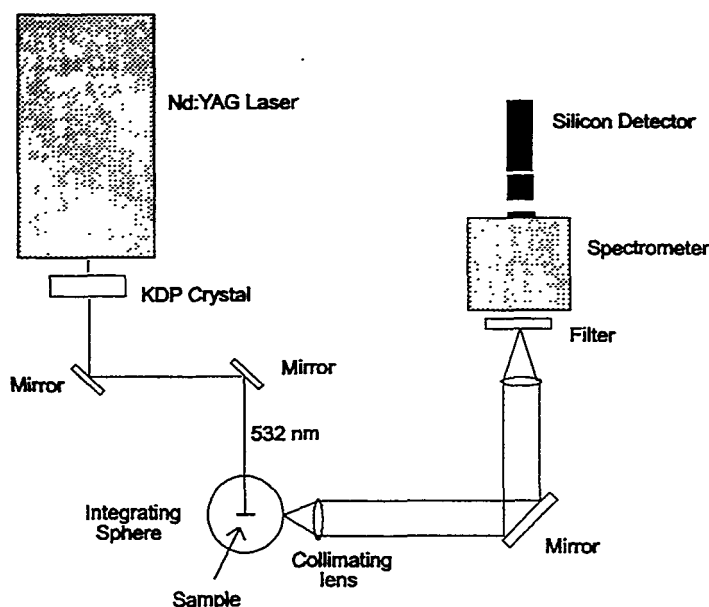 Nd:YAG Laser
Silicon Detector
Spectrometer
KDP Crystal
Filter
Mirror
Mirror
532 nm
Integrating
Sphere
Collimating
lens
Mirror
Sample